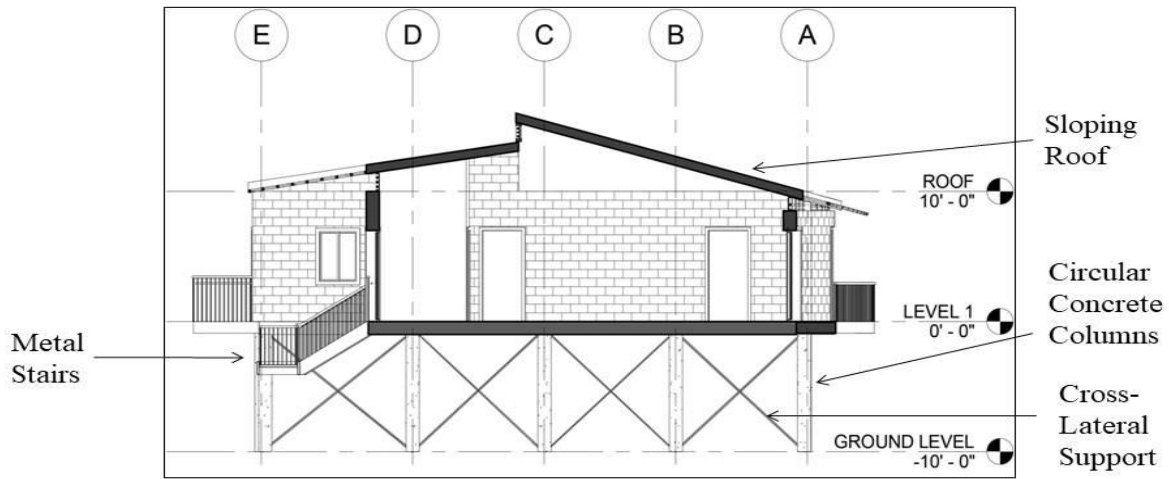 E
D
C
B
A
Sloping
Roof
ROOF
10' - 0"
Circular
Concrete
Columns
LEVEL 1
0' - 0"
Metal
Stairs
Cross-
Lateral
Support
GROUND LEVEL
-10' - 0"